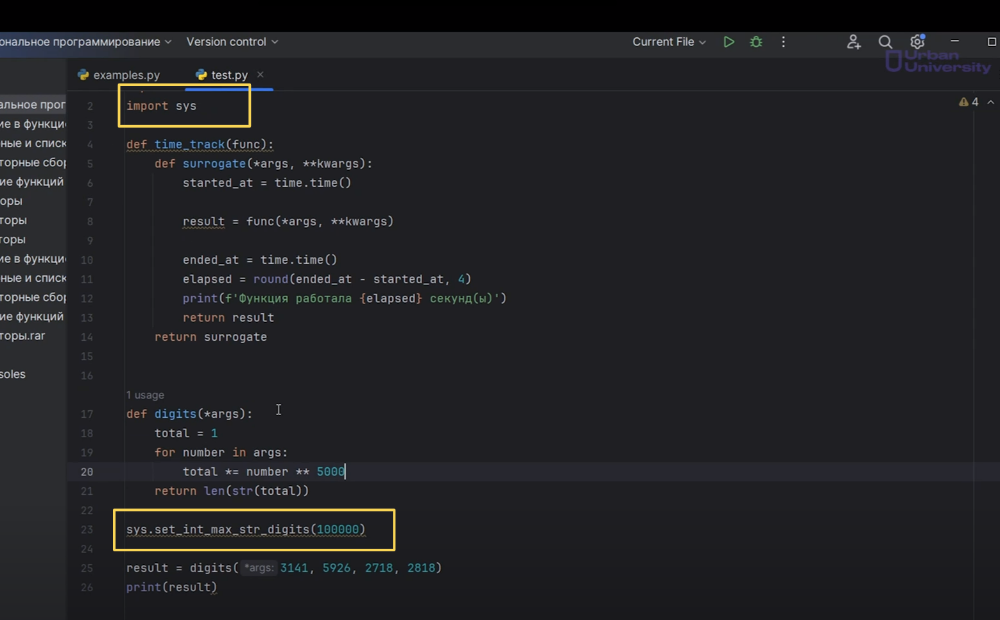 ональное программирование Version control Current File
Urban University
examples.py test.py
4
альное прог
ие в функци
ные и списк
торные сбор
ие функций
оры
торы
торы
ие в функци
ные и списк
торные сбор
ие функций
торы.rar
soles
2 import sys
3
4 def time_track(func):
5 def surrogate(*args, **kwargs):
6 started_at = time.time()
7
8 result = func(*args, **kwargs)
9
10 ended_at = time.time()
11 elapsed = round(ended_at - started_at, 4)
12 print(f'Функция работала {elapsed} секунд(ы)')
13 return result
14 return surrogate
15
16
1 usage
17 def digits(*args):
18 total = 1
19 for number in args:
20 total *= number ** 5000
21 return len(str(total))
22
23 sys.set_int_max_str_digits(100000)
24
25 result = digits( *args: 3141, 5926, 2718, 2818)
26 print(result)